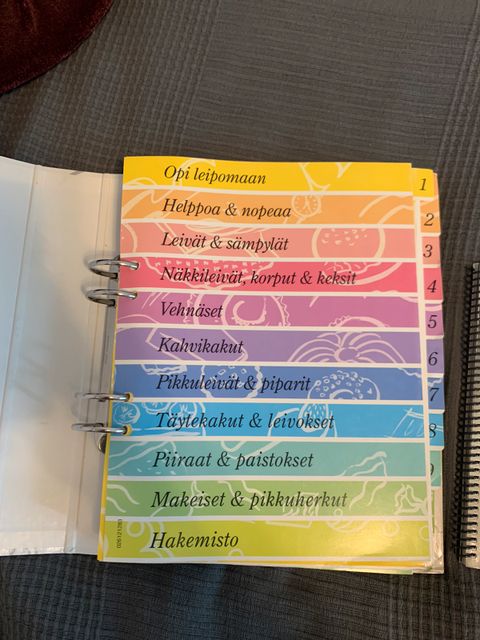 Opi leipomaan
1
Helppoa & nopeaa
2
Leivät & sämpylät
3
Näkkileivät, korput & keksit
4
Vehnäset
5
Kahvikakut
6
Pikkuleivät & piparit
7
Täytekakut & leivokset
8
Piiraat & paistokset
9
Makeiset & pikkuherkut
Hakemisto